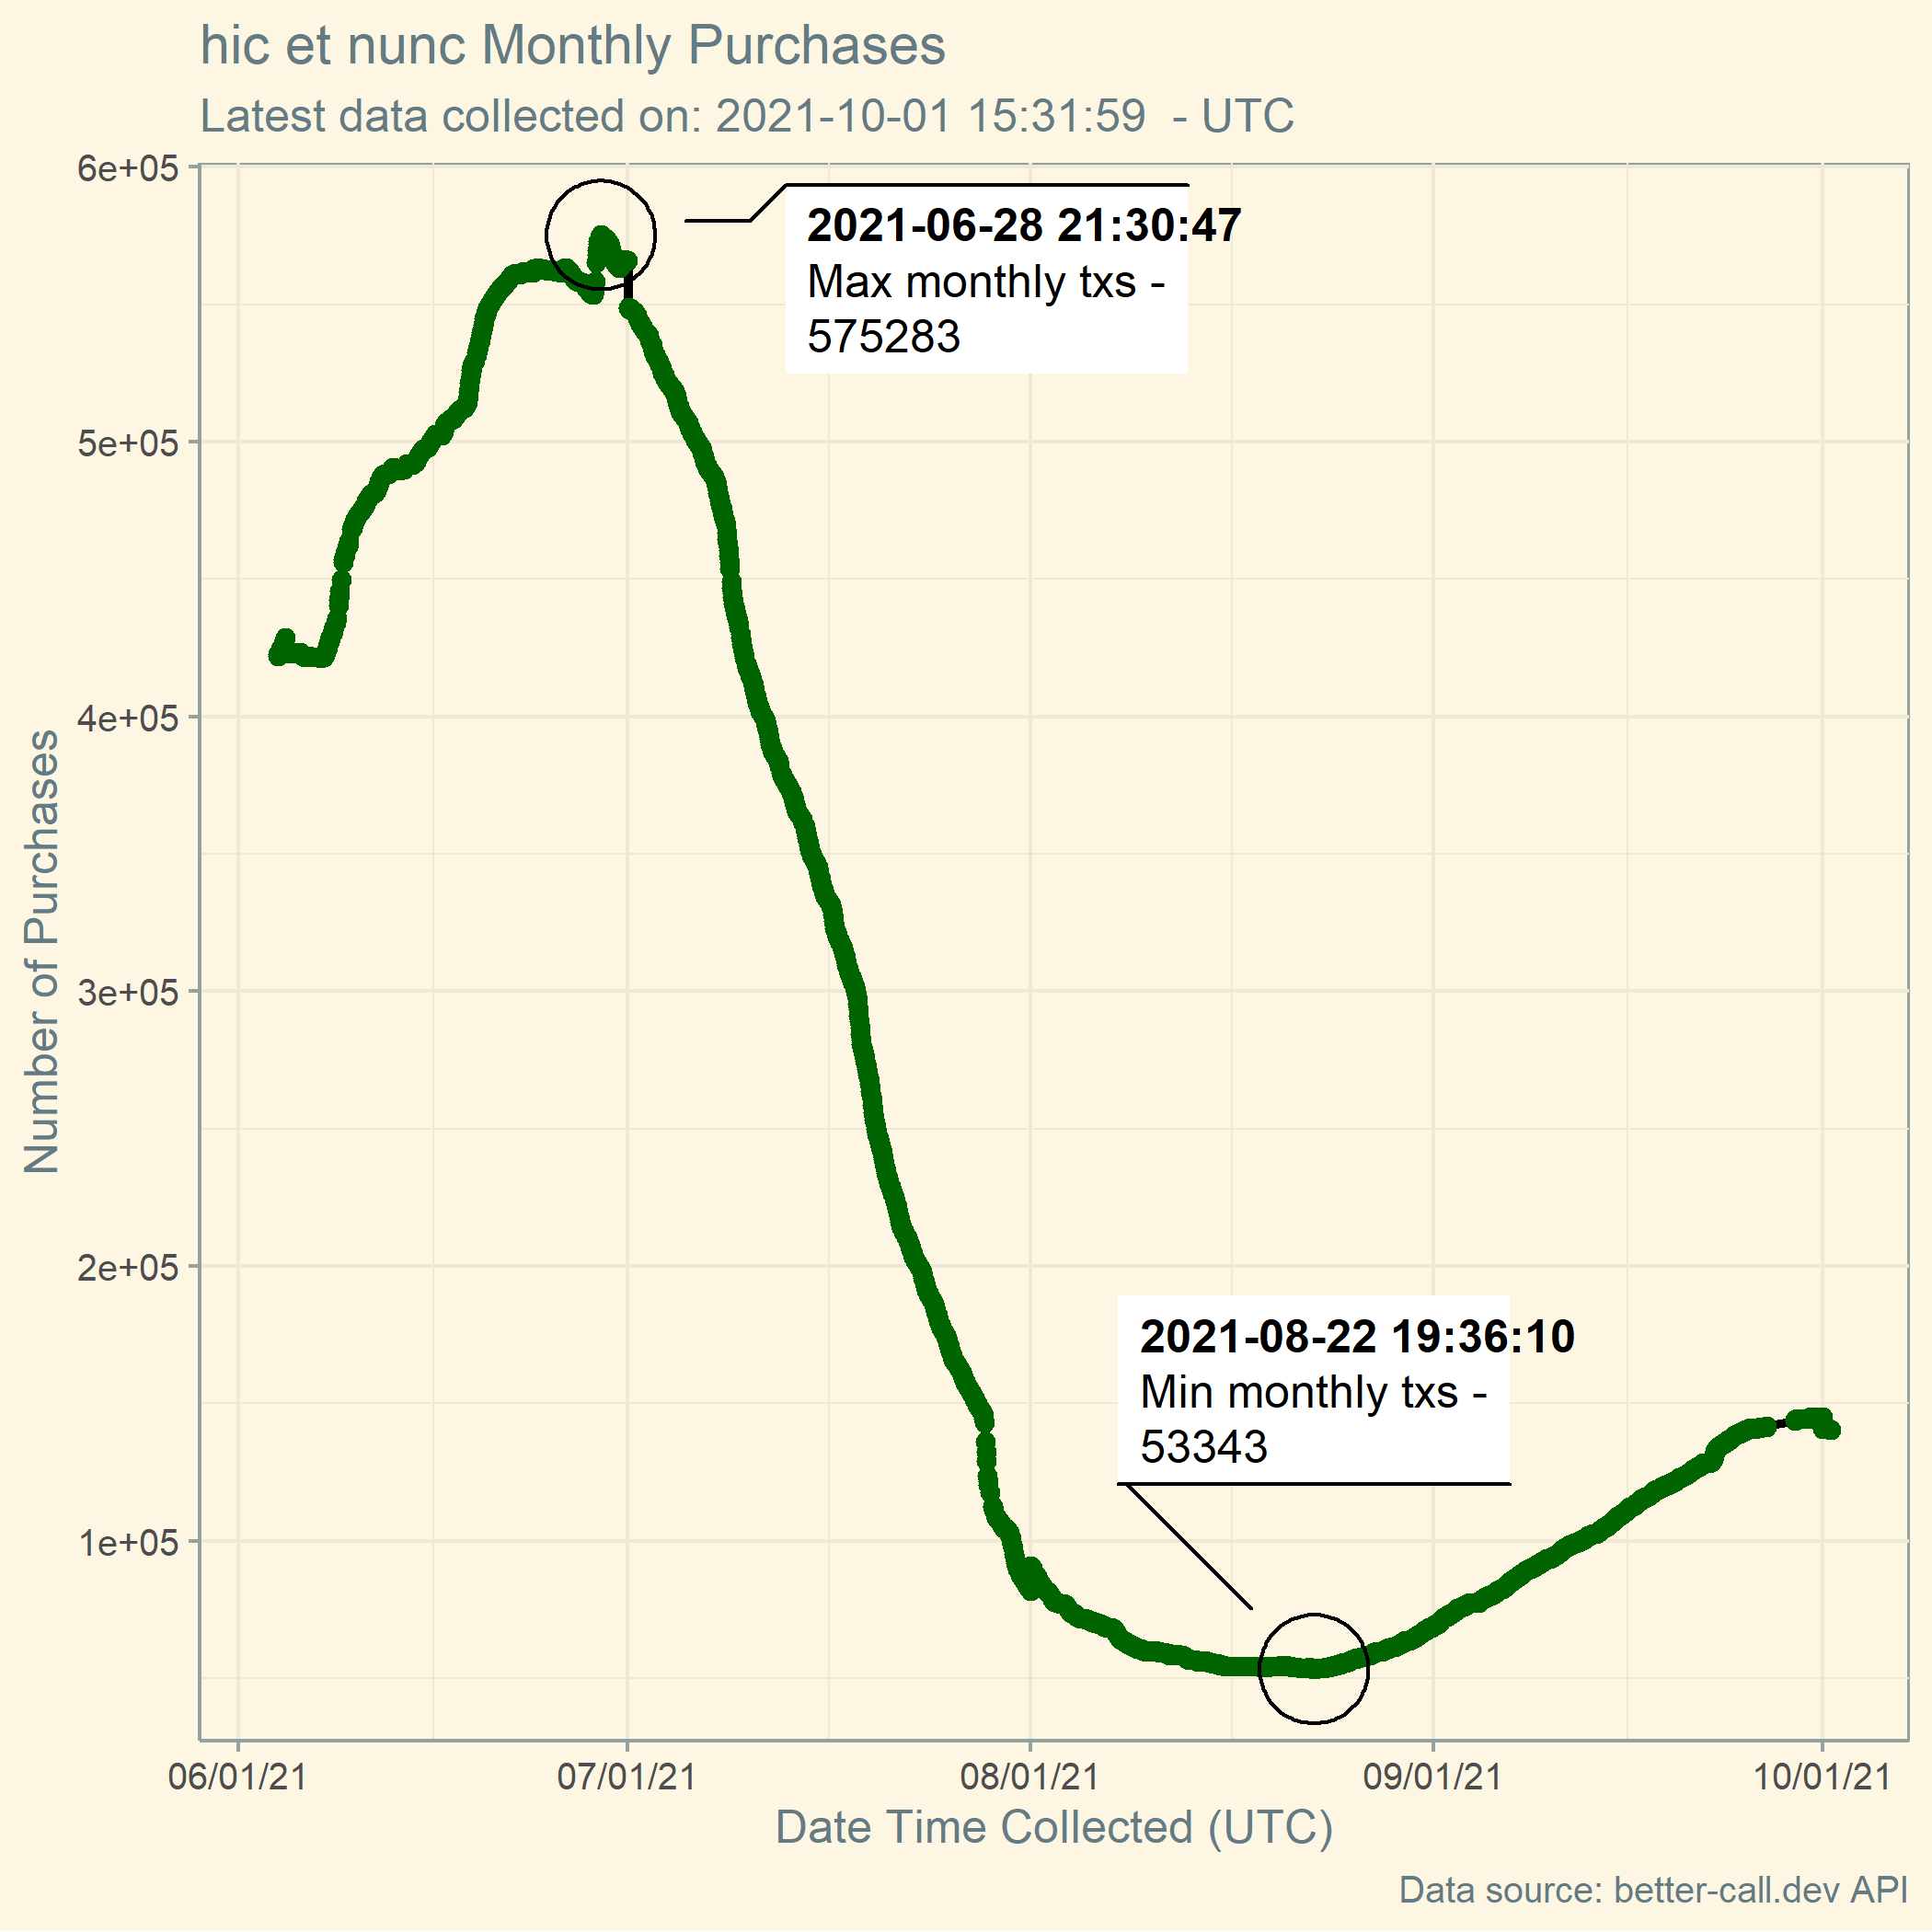 hic et nunc Monthly Purchases
Latest data collected on: 2021-10-01 15:31:59 - UTC
6e+05
5e+05
4e+05
3e+05
2e+05
1e+05
Number of Purchases
2021-06-28 21:30:47
Max monthly txs -
575283
2021-08-22 19:36:10
Min monthly txs -
53343
06/01/21
07/01/21
08/01/21
09/01/21
10/01/21
Date Time Collected (UTC)
Data source: better-call.dev API